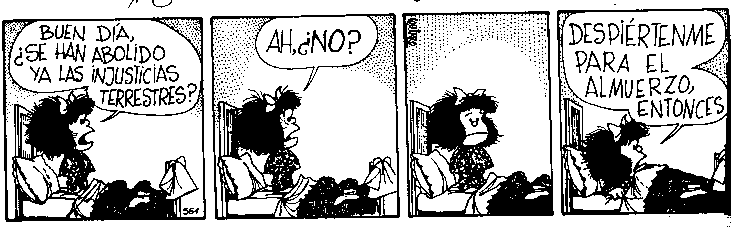 BUEN DÍA,
¿SE HAN ABOLIDO
YA LAS INJUSTICIAS
TERRESTRES?
AH,¿NO?
DESPIÉRTENME
PARA EL
ALMUERZO,
ENTONCES